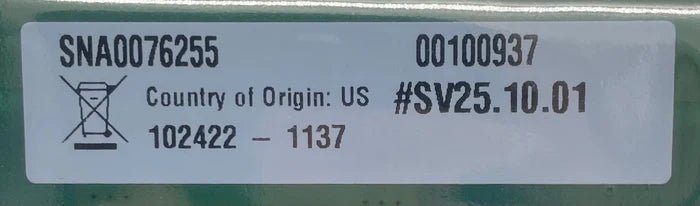 SNA0076255 00100937
Country of Origin: US #SV25.10.01
102422 – 1137